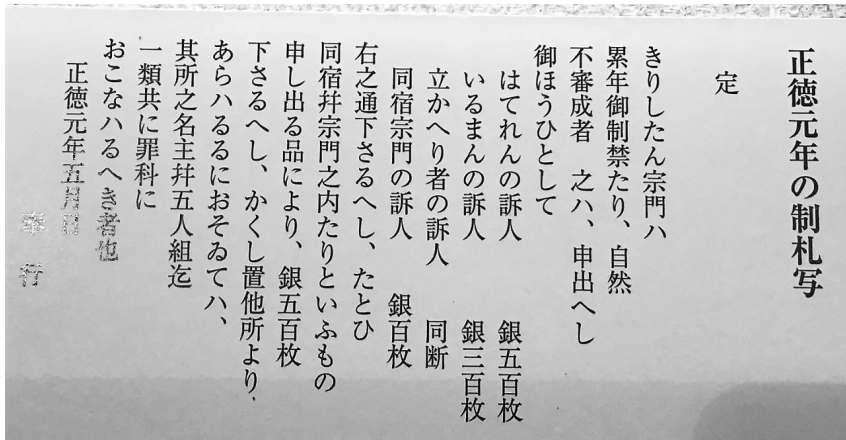 正徳元年の制札写
定
きりしたん宗門ハ
累年御制禁たり、自然
不審成者 之ハ、申出へし
御ほうひとして
はてれんの訴人 銀五百枚
いるまんの訴人 銀三百枚
立かへり者の訴人 同断
同宿宗門の訴人 銀百枚
右之通下さるへし、たとひ
同宿幷宗門之内たりといふもの
申し出る品により、銀五百枚
下さるへし、かくし置他所より、
あらハるるにおそゐてハ、
其所之名主幷五人組迄
一類共に罪科に
おこなハるへき者也
正徳元年五月日
奉行